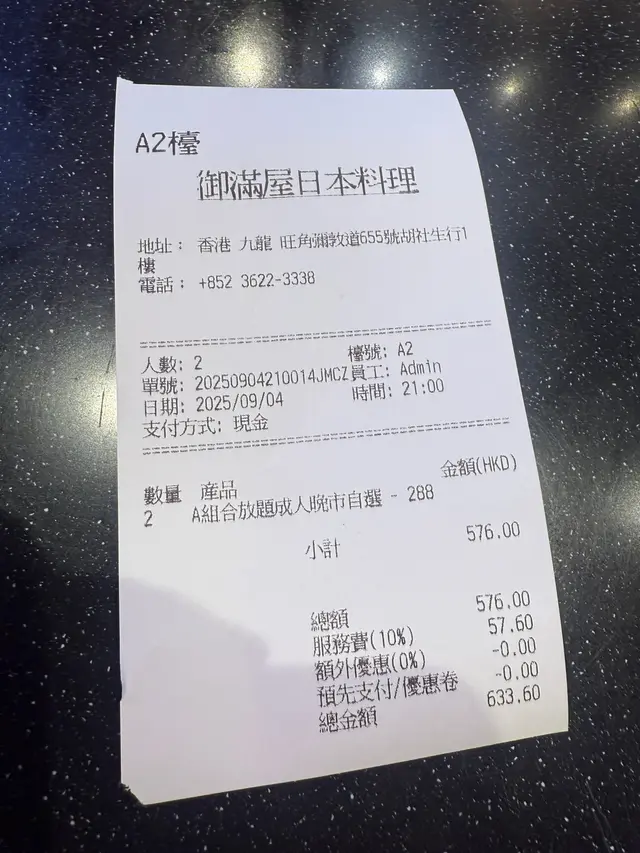 A2檯
御滿屋日本料理
地址： 香港 九龍 旺角彌敦道655號胡社生行1
樓
電話： +852 3622-3338
人數: 2 檯號: A2
單號: 20250904210014JMCZ 員工: Admin
日期: 2025/09/04 時間: 21:00
支付方式: 現金
數量 產品 金額(HKD)
2 A組合放題成人晚市自選 - 288
小計 576.00
總額 576.00
服務費(10%) 57.60
額外優惠(0%) -0.00
預先支付/優惠卷 -0.00
總金額 633.60